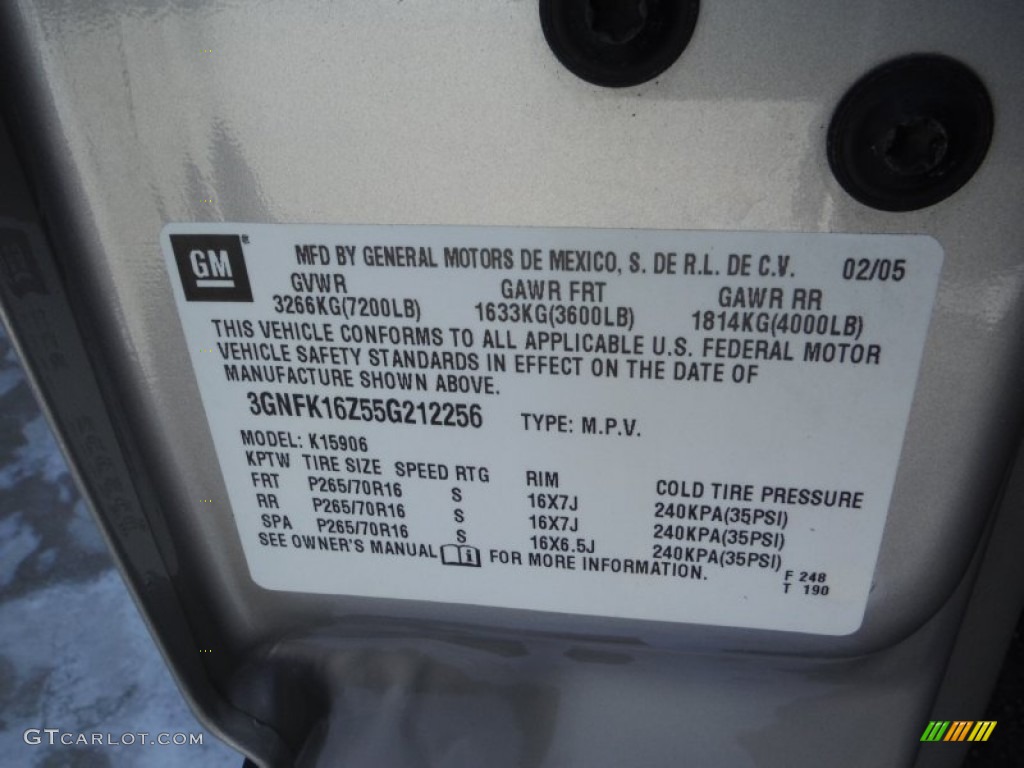 GM®
MFD BY GENERAL MOTORS DE MEXICO, S. DE R.L. DE C.V. 02/05
GVWR GAWR FRT GAWR RR
3266KG(7200LB) 1633KG(3600LB) 1814KG(4000LB)
THIS VEHICLE CONFORMS TO ALL APPLICABLE U.S. FEDERAL MOTOR
VEHICLE SAFETY STANDARDS IN EFFECT ON THE DATE OF
MANUFACTURE SHOWN ABOVE.
3GNFK16Z55G212256 TYPE: M.P.V.
MODEL: K15906
KPTW TIRE SIZE SPEED RTG RIM COLD TIRE PRESSURE
FRT P265/70R16 S 16X7J 240KPA(35PSI)
RR P265/70R16 S 16X7J 240KPA(35PSI)
SPA P265/70R16 S 16X6.5J 240KPA(35PSI)
SEE OWNER'S MANUAL i FOR MORE INFORMATION.
F 248
T 190
GTCARLOT.COM